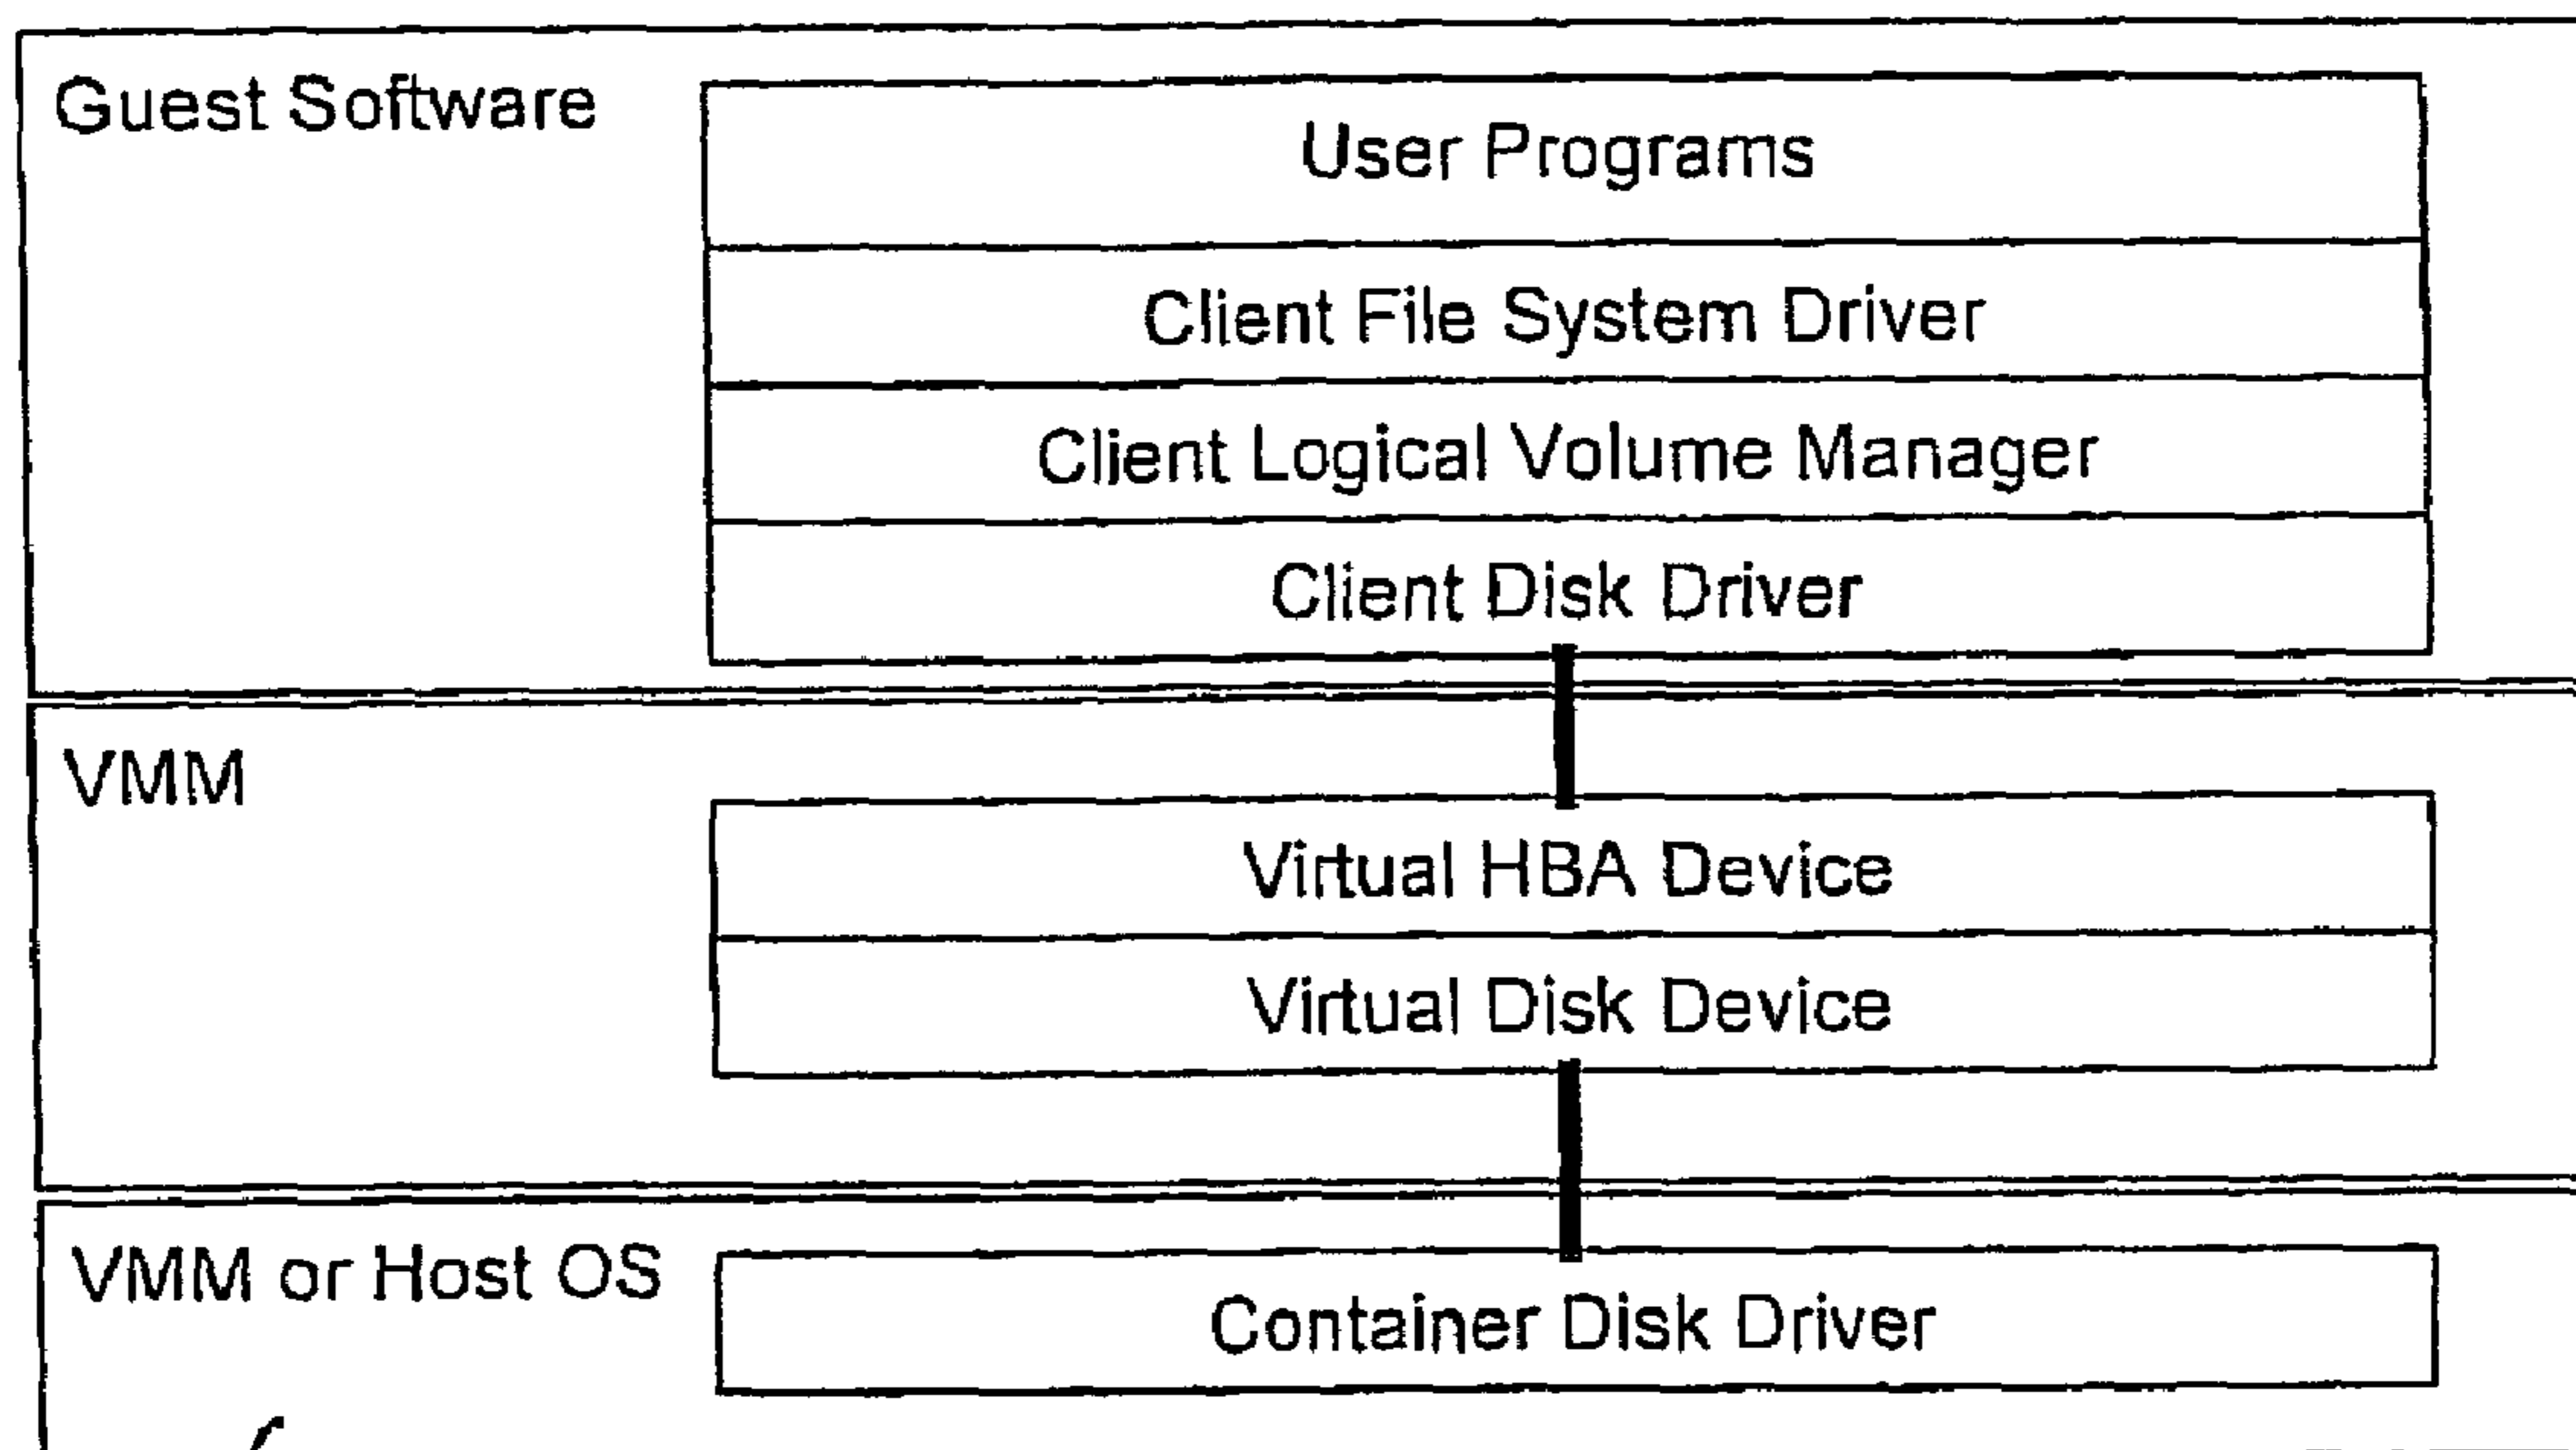 Guest Software
User Programs
Client File System Driver
Client Logical Volume Manager
Client Disk Driver
VMM
Virtual HBA Device
Virtual Disk Device
VMM or Host OS
Container Disk Driver